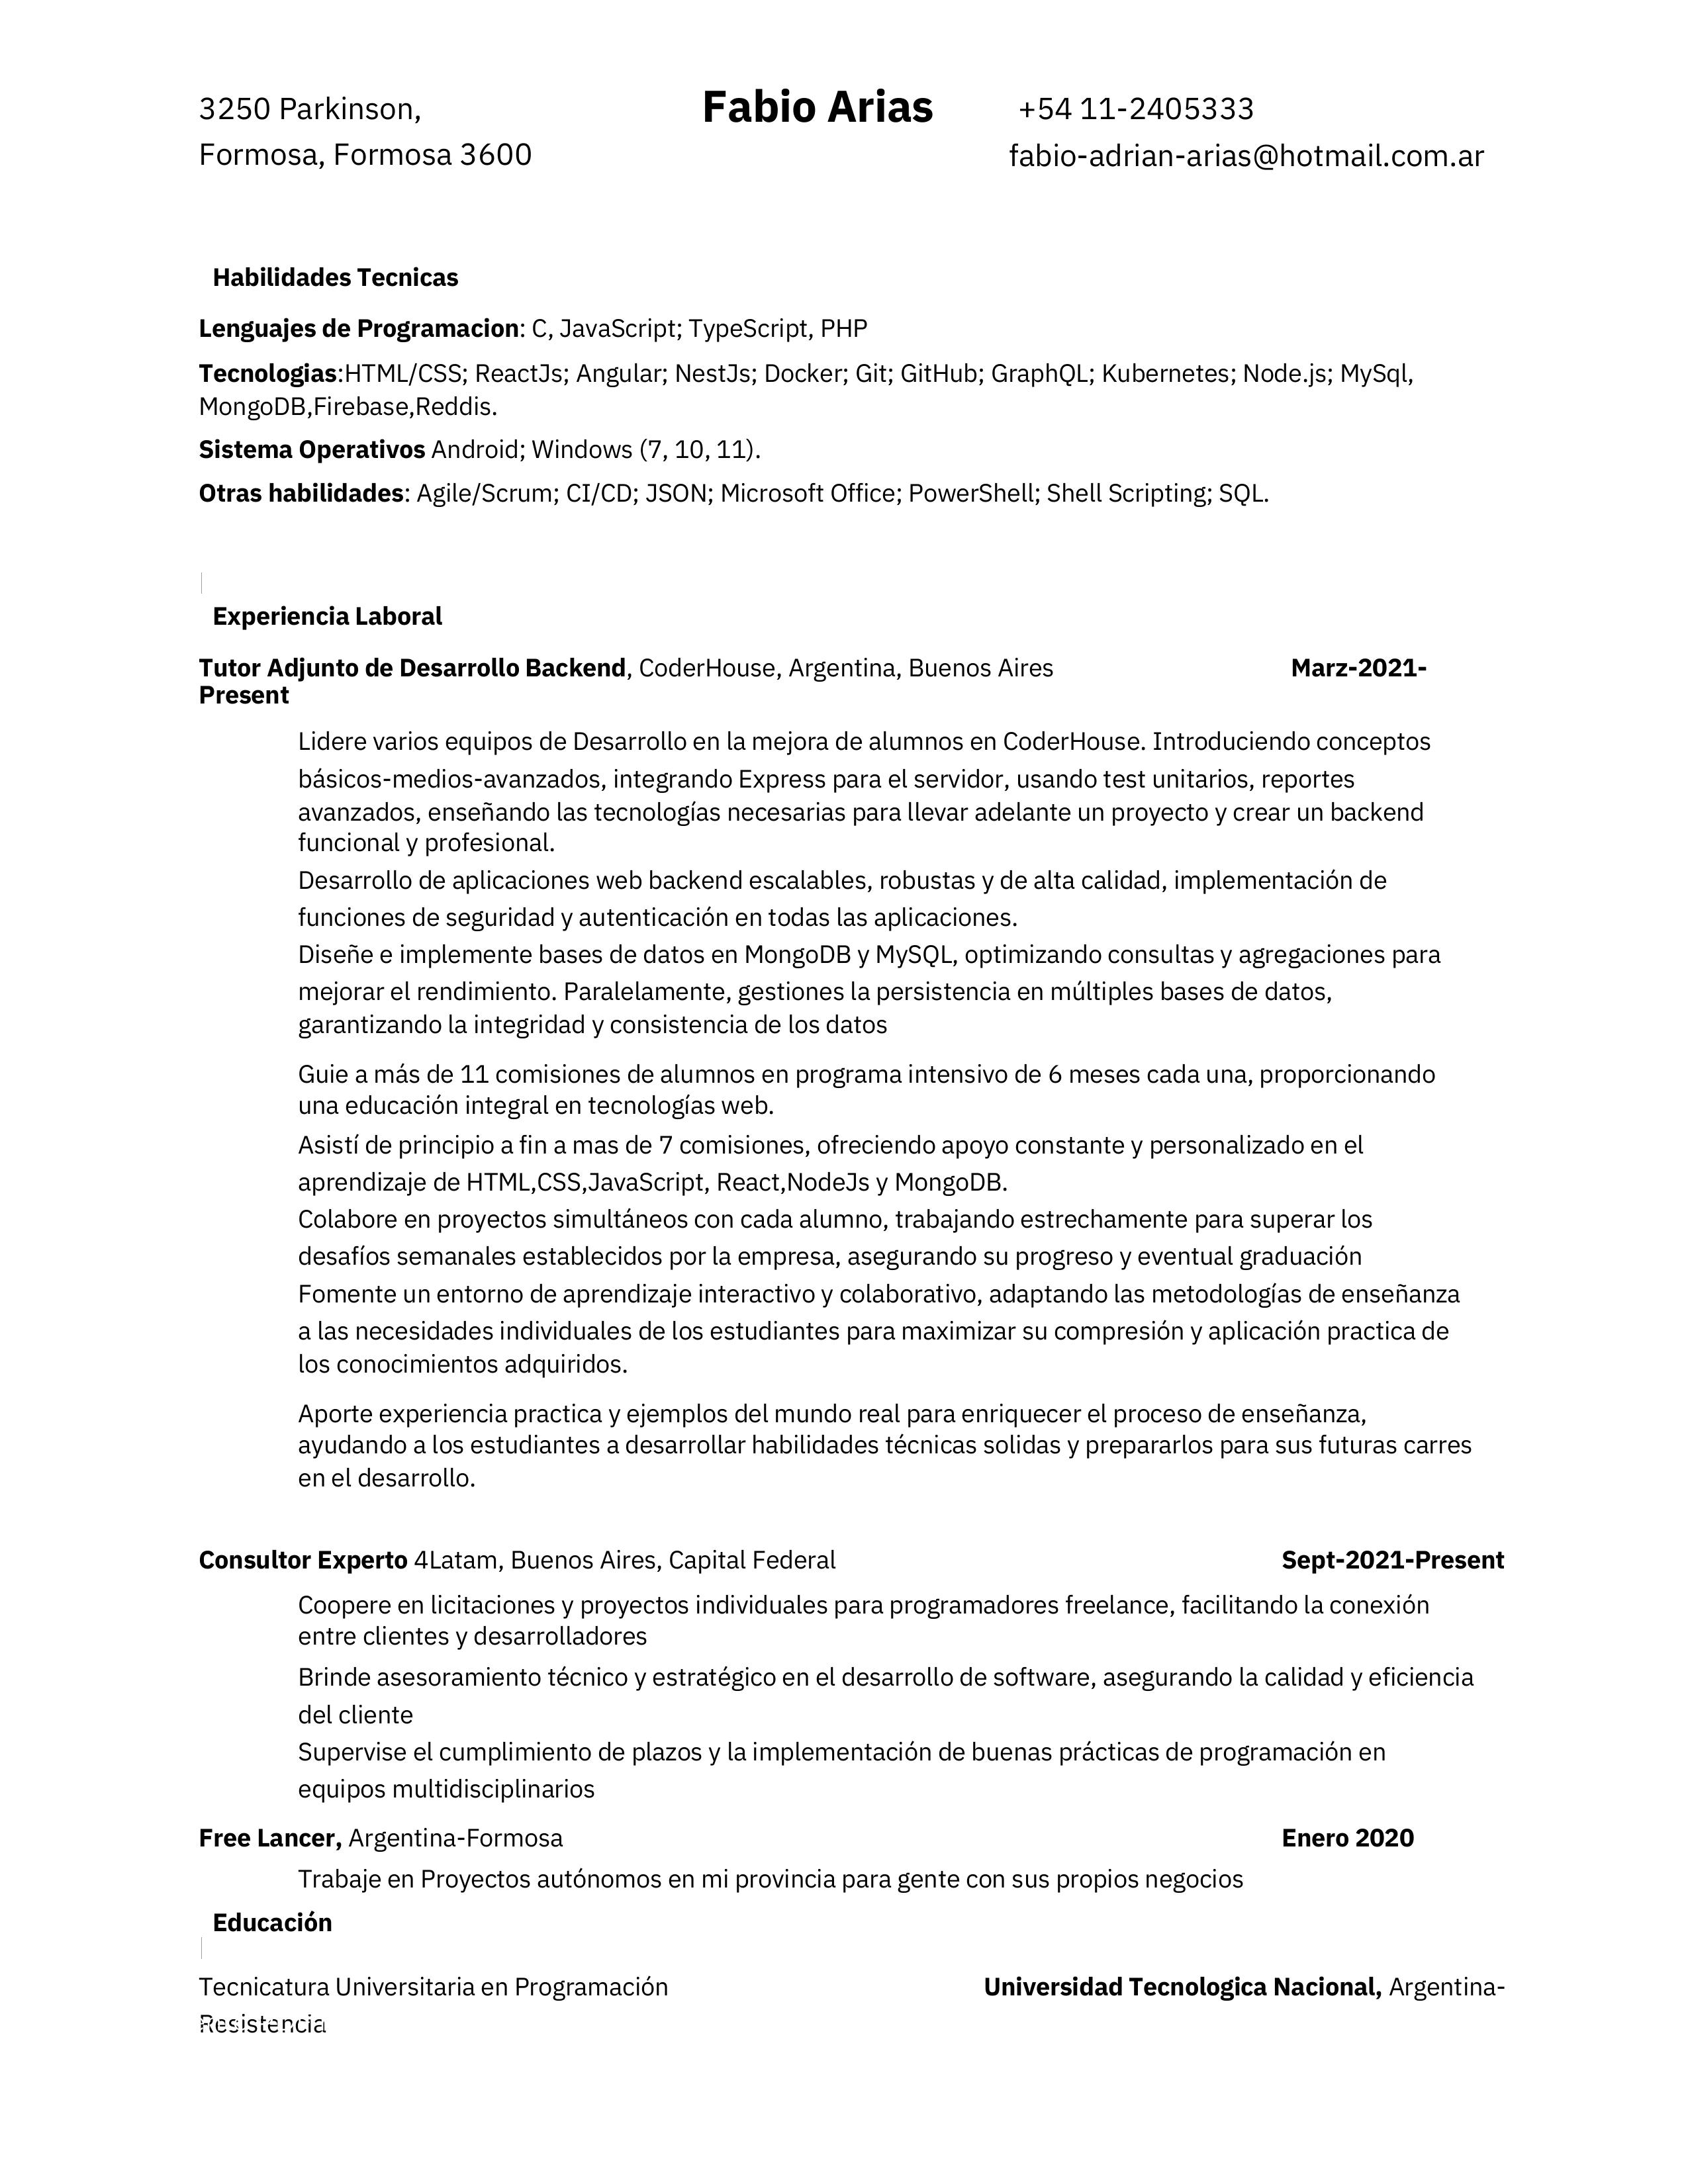 3250 Parkinson,
Fabio Arias
+54 11-2405333
Formosa, Formosa 3600
fabio-adrian-arias@hotmail.com.ar
Habilidades Tecnicas
Lenguajes de Programacion: C, JavaScript; TypeScript, PHP
Tecnologias:HTML/CSS; ReactJs; Angular; NestJs; Docker; Git; GitHub; GraphQL; Kubernetes; Node.js; MySql,
MongoDB,Firebase,Reddis.
Sistema Operativos Android; Windows (7, 10, 11).
Otras habilidades: Agile/Scrum; CI/CD; JSON; Microsoft Office; PowerShell; Shell Scripting; SQL.
Experiencia Laboral
Tutor Adjunto de Desarrollo Backend, CoderHouse, Argentina, Buenos Aires Marz-2021-
Present
Lidere varios equipos de Desarrollo en la mejora de alumnos en CoderHouse. Introduciendo conceptos
básicos-medios-avanzados, integrando Express para el servidor, usando test unitarios, reportes
avanzados, enseñando las tecnologías necesarias para llevar adelante un proyecto y crear un backend
funcional y profesional.
Desarrollo de aplicaciones web backend escalables, robustas y de alta calidad, implementación de
funciones de seguridad y autenticación en todas las aplicaciones.
Diseñe e implemente bases de datos en MongoDB y MySQL, optimizando consultas y agregaciones para
mejorar el rendimiento. Paralelamente, gestiones la persistencia en múltiples bases de datos,
garantizando la integridad y consistencia de los datos
Guie a más de 11 comisiones de alumnos en programa intensivo de 6 meses cada una, proporcionando
una educación integral en tecnologías web.
Asistí de principio a fin a mas de 7 comisiones, ofreciendo apoyo constante y personalizado en el
aprendizaje de HTML,CSS,JavaScript, React,NodeJs y MongoDB.
Colabore en proyectos simultáneos con cada alumno, trabajando estrechamente para superar los
desafíos semanales establecidos por la empresa, asegurando su progreso y eventual graduación
Fomente un entorno de aprendizaje interactivo y colaborativo, adaptando las metodologías de enseñanza
a las necesidades individuales de los estudiantes para maximizar su compresión y aplicación practica de
los conocimientos adquiridos.
Aporte experiencia practica y ejemplos del mundo real para enriquecer el proceso de enseñanza,
ayudando a los estudiantes a desarrollar habilidades técnicas solidas y prepararlos para sus futuras carres
en el desarrollo.
Consultor Experto 4Latam, Buenos Aires, Capital Federal Sept-2021-Present
Coopere en licitaciones y proyectos individuales para programadores freelance, facilitando la conexión
entre clientes y desarrolladores
Brinde asesoramiento técnico y estratégico en el desarrollo de software, asegurando la calidad y eficiencia
del cliente
Supervise el cumplimiento de plazos y la implementación de buenas prácticas de programación en
equipos multidisciplinarios
Free Lancer, Argentina-Formosa Enero 2020
Trabaje en Proyectos autónomos en mi provincia para gente con sus propios negocios
Educación
Tecnicatura Universitaria en Programación Universidad Tecnologica Nacional, Argentina-
Resistencia